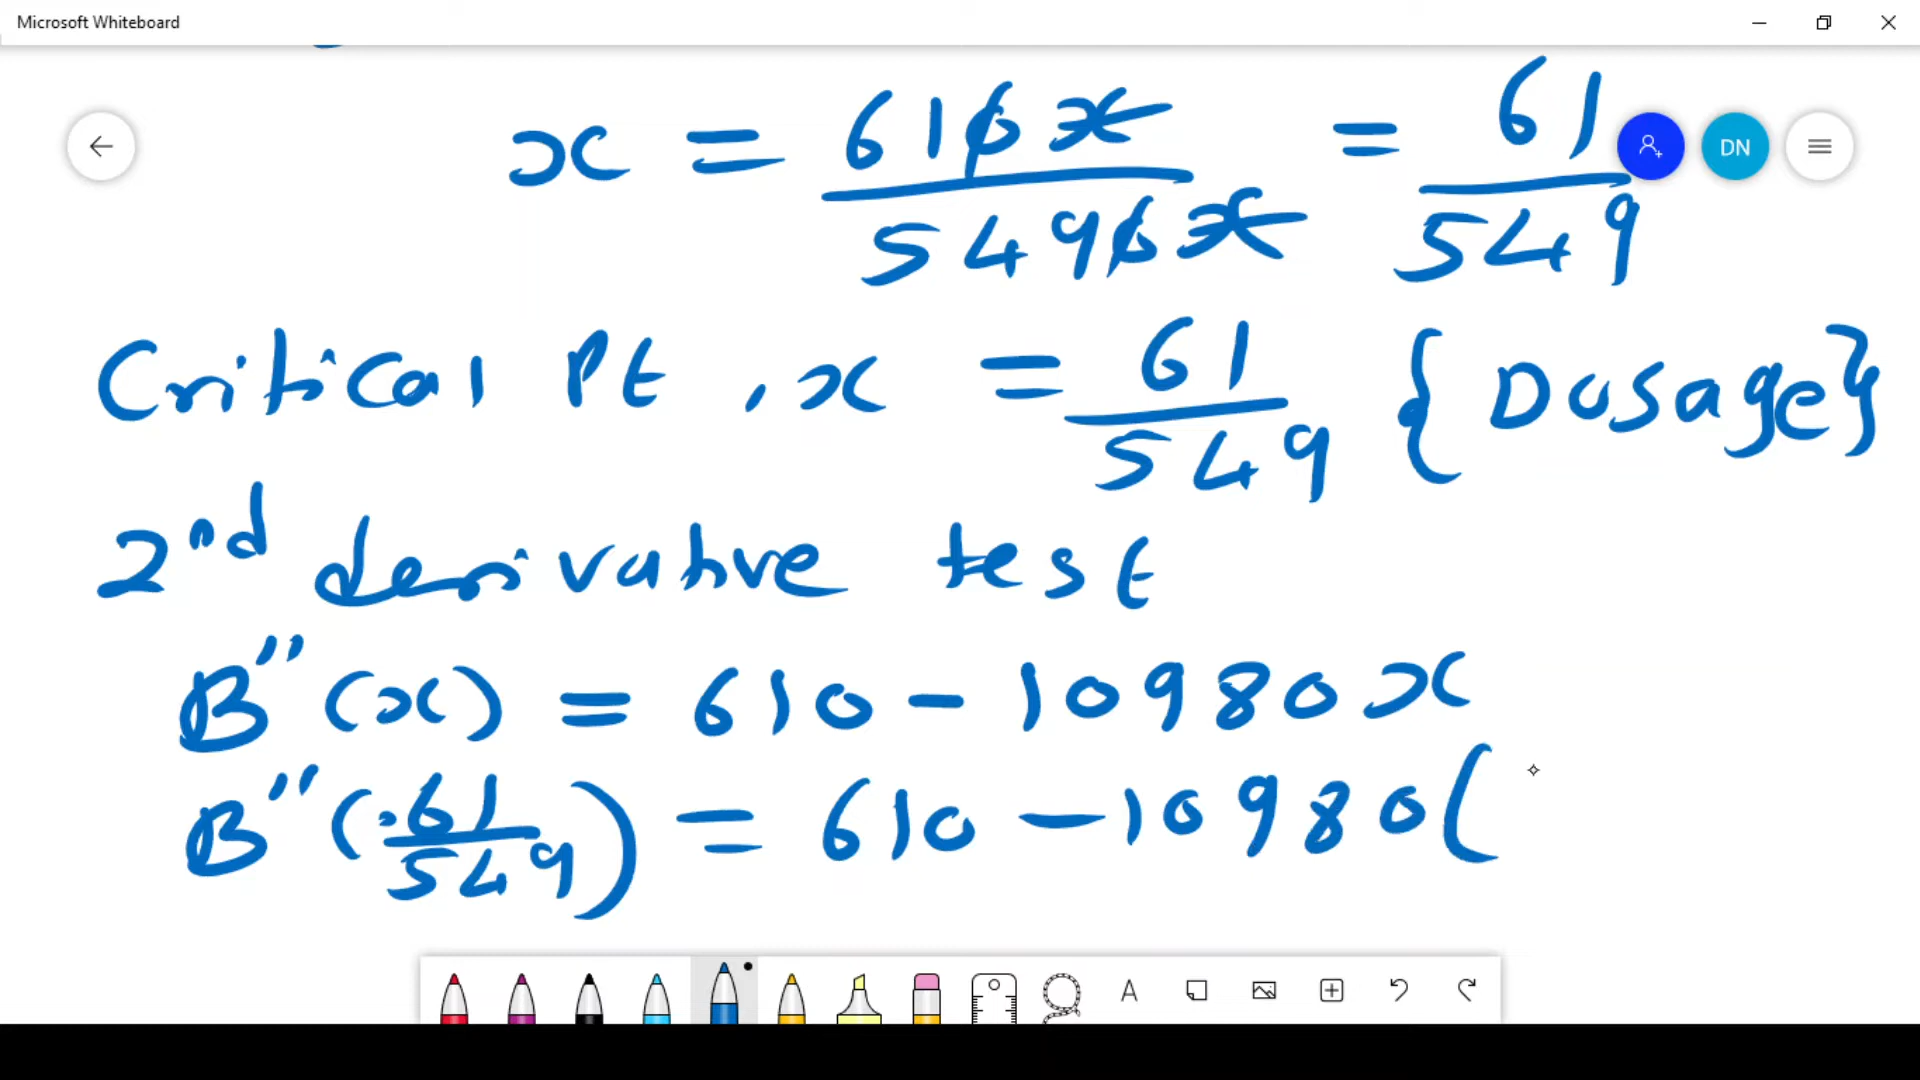 Microsoft Whiteboard
x = 610x / 5490x = 61 / 549
DN
Critical Pt , x = 61 / 549 { Dosage }
2nd derivative test
B''(x) = 610 - 10980x
B''(61 / 549) = 610 - 10980(
A